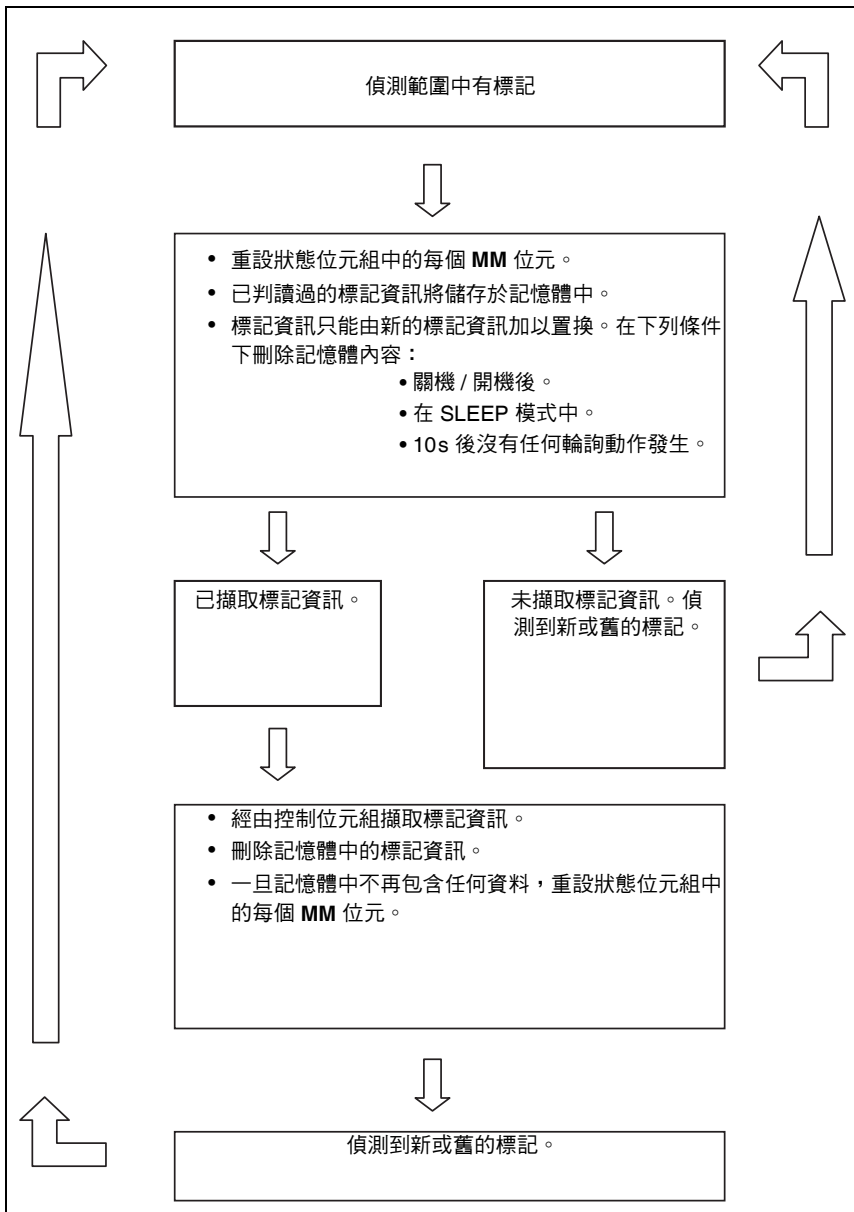 偵測範圍中有標記
• 重設狀態位元組中的每個 MM 位元。
• 已判讀過的標記資訊將儲存於記憶體中。
• 標記資訊只能由新的標記資訊加以置換。在下列條件
下刪除記憶體內容：
• 關機 / 開機後。
• 在 SLEEP 模式中。
• 10s 後沒有任何輪詢動作發生。
已擷取標記資訊。
未擷取標記資訊。偵
測到新或舊的標記。
• 經由控制位元組擷取標記資訊。
• 刪除記憶體中的標記資訊。
• 一旦記憶體中不再包含任何資料，重設狀態位元組中
的每個 MM 位元。
偵測到新或舊的標記。